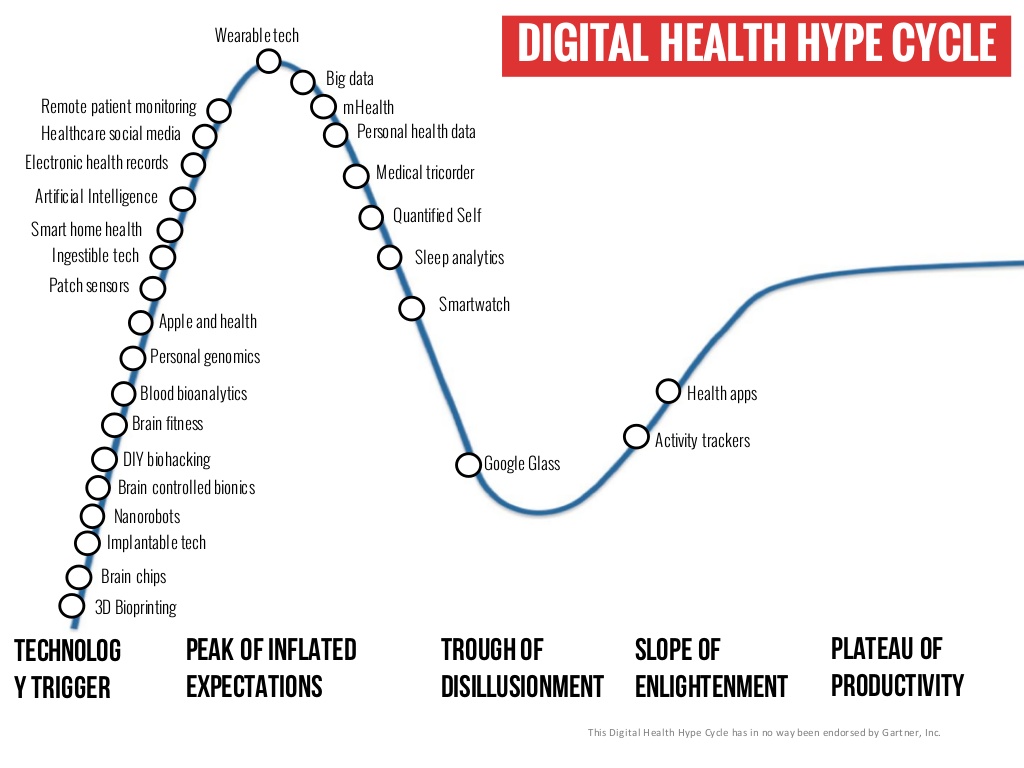 DIGITAL HEALTH HYPE CYCLE
Wearable tech
Big data
Remote patient monitoring
mHealth
Healthcare social media
Personal health data
Electronic health records
Medical tricorder
Artificial Intelligence
Quantified Self
Smart home health
Ingestible tech
Sleep analytics
Patch sensors
Smartwatch
Apple and health
Personal genomics
Blood bioanalytics
Health apps
Brain fitness
Activity trackers
DIY biohacking
Google Glass
Brain controlled bionics
Nanorobots
Implantable tech
Brain chips
3D Bioprinting
TECHNOLOG
Y TRIGGER
PEAK OF INFLATED
EXPECTATIONS
TROUGH OF
DISILLUSIONMENT
SLOPE OF
ENLIGHTENMENT
PLATEAU OF
PRODUCTIVITY
This Digital Health Hype Cycle has in no way been endorsed by Gartner, Inc.